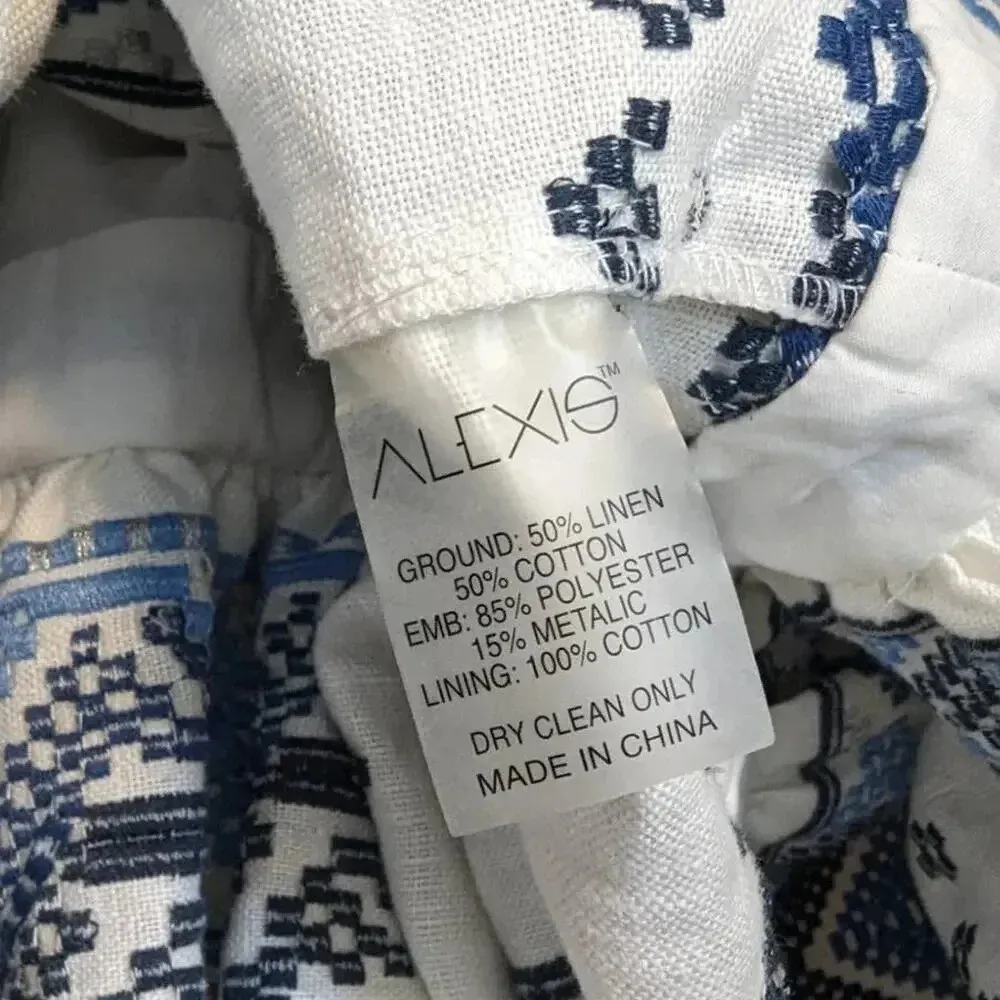 ALEXIS™
GROUND: 50% LINEN
50% COTTON
EMB: 85% POLYESTER
15% METALIC
LINING: 100% COTTON
DRY CLEAN ONLY
MADE IN CHINA